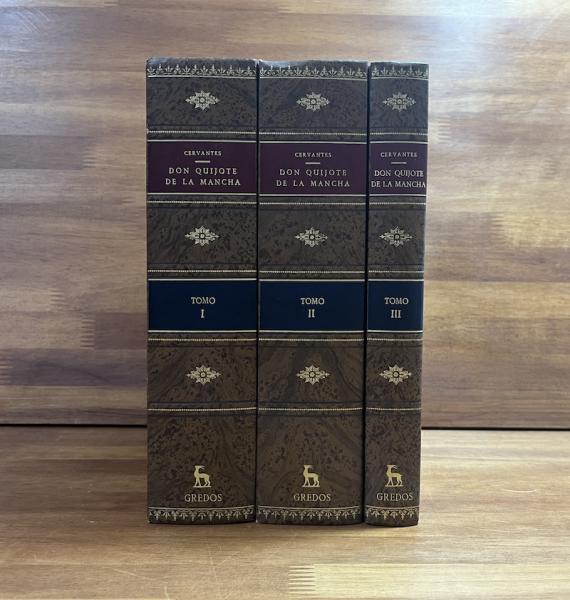 CERVANTES
DON QUIJOTE
DE LA MANCHA
TOMO
I
GREDOS
CERVANTES
DON QUIJOTE
DE LA MANCHA
TOMO
II
GREDOS
CERVANTES
DON QUIJOTE
DE LA MANCHA
TOMO
III
GREDOS